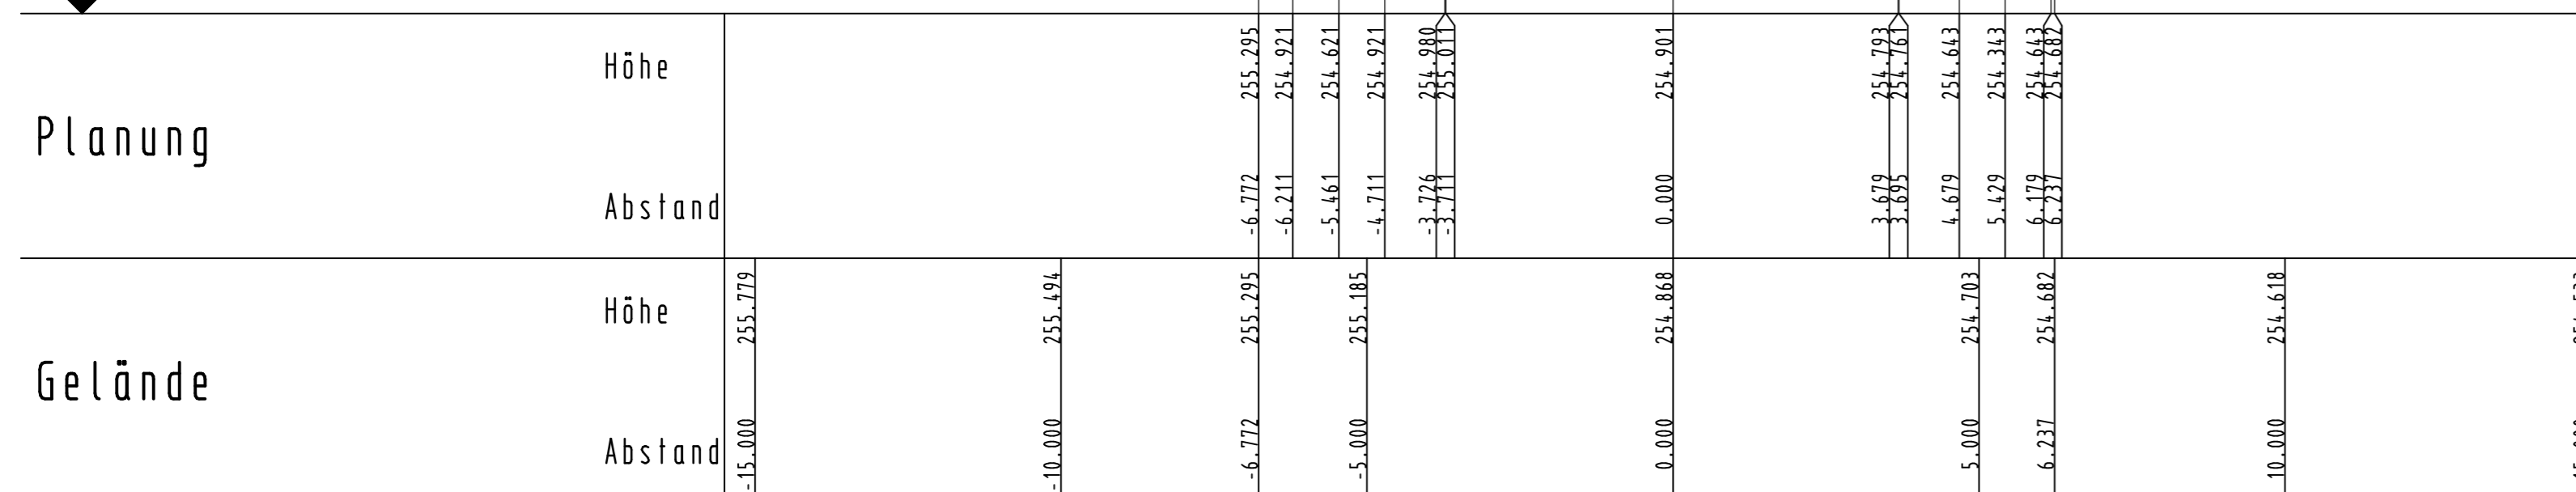 Planung
Höhe
255.295 254.921 254.621 254.921 254.980 255.011 254.901 254.793 254.761 254.643 254.343 254.643 254.682
Abstand
-6.772 -6.211 -5.461 -4.711 -3.726 -3.711 0.000 3.679 3.695 4.679 5.429 6.179 6.237
Gelände
Höhe
255.779 255.494 255.295 255.185 254.868 254.703 254.682 254.618
Abstand
-15.000 -10.000 -6.772 -5.000 0.000 5.000 6.237 10.000